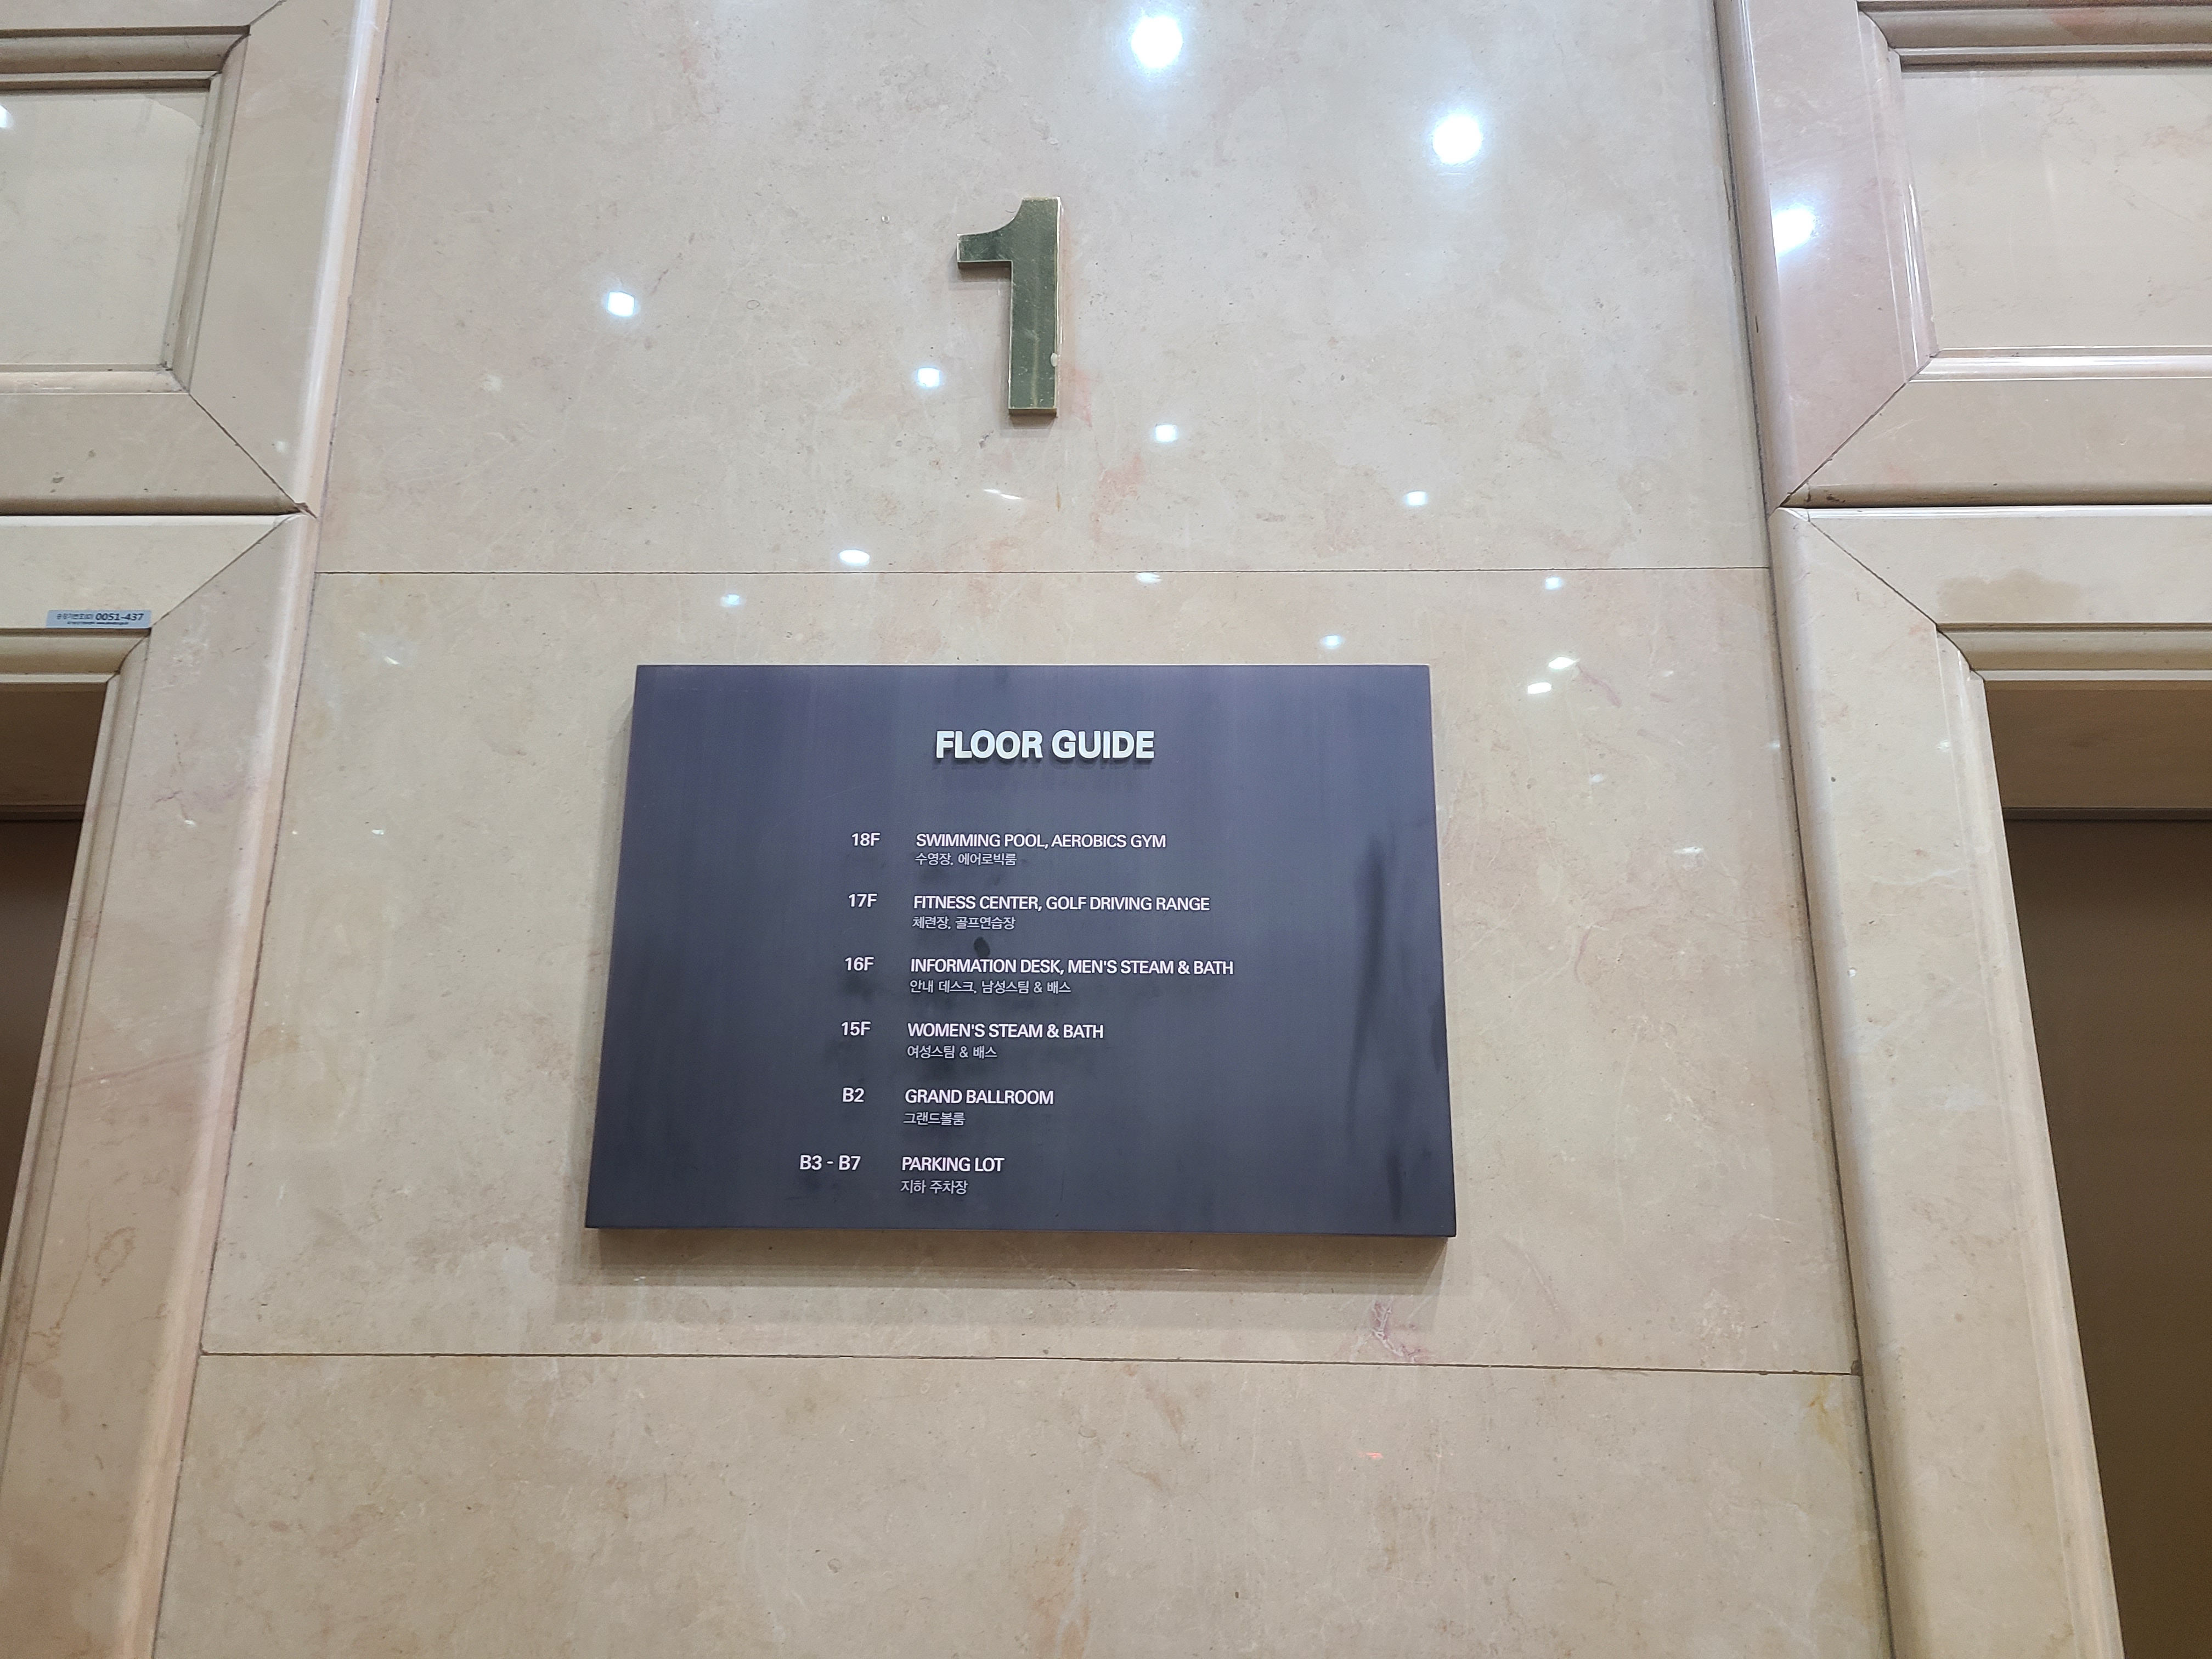 1
0051-437
FLOOR GUIDE
18F SWIMMING POOL, AEROBICS GYM
수영장, 에어로빅룸
17F FITNESS CENTER, GOLF DRIVING RANGE
체련장, 골프연습장
16F INFORMATION DESK, MEN'S STEAM & BATH
안내 데스크, 남성스팀 & 배스
15F WOMEN'S STEAM & BATH
여성스팀 & 배스
B2 GRAND BALLROOM
그랜드볼룸
B3 - B7 PARKING LOT
지하 주차장